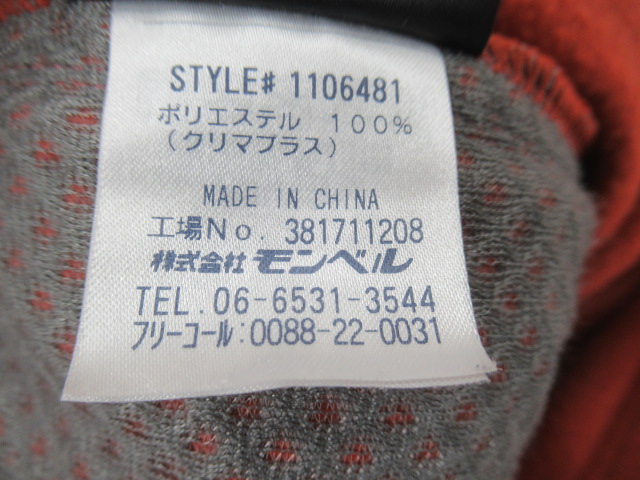 STYLE# 1106481
ポリエステル 100%
(クリマプラス)
MADE IN CHINA
工場No. 381711208
株式会社 モンベル
TEL.06-6531-3544
フリーコール:0088-22-0031